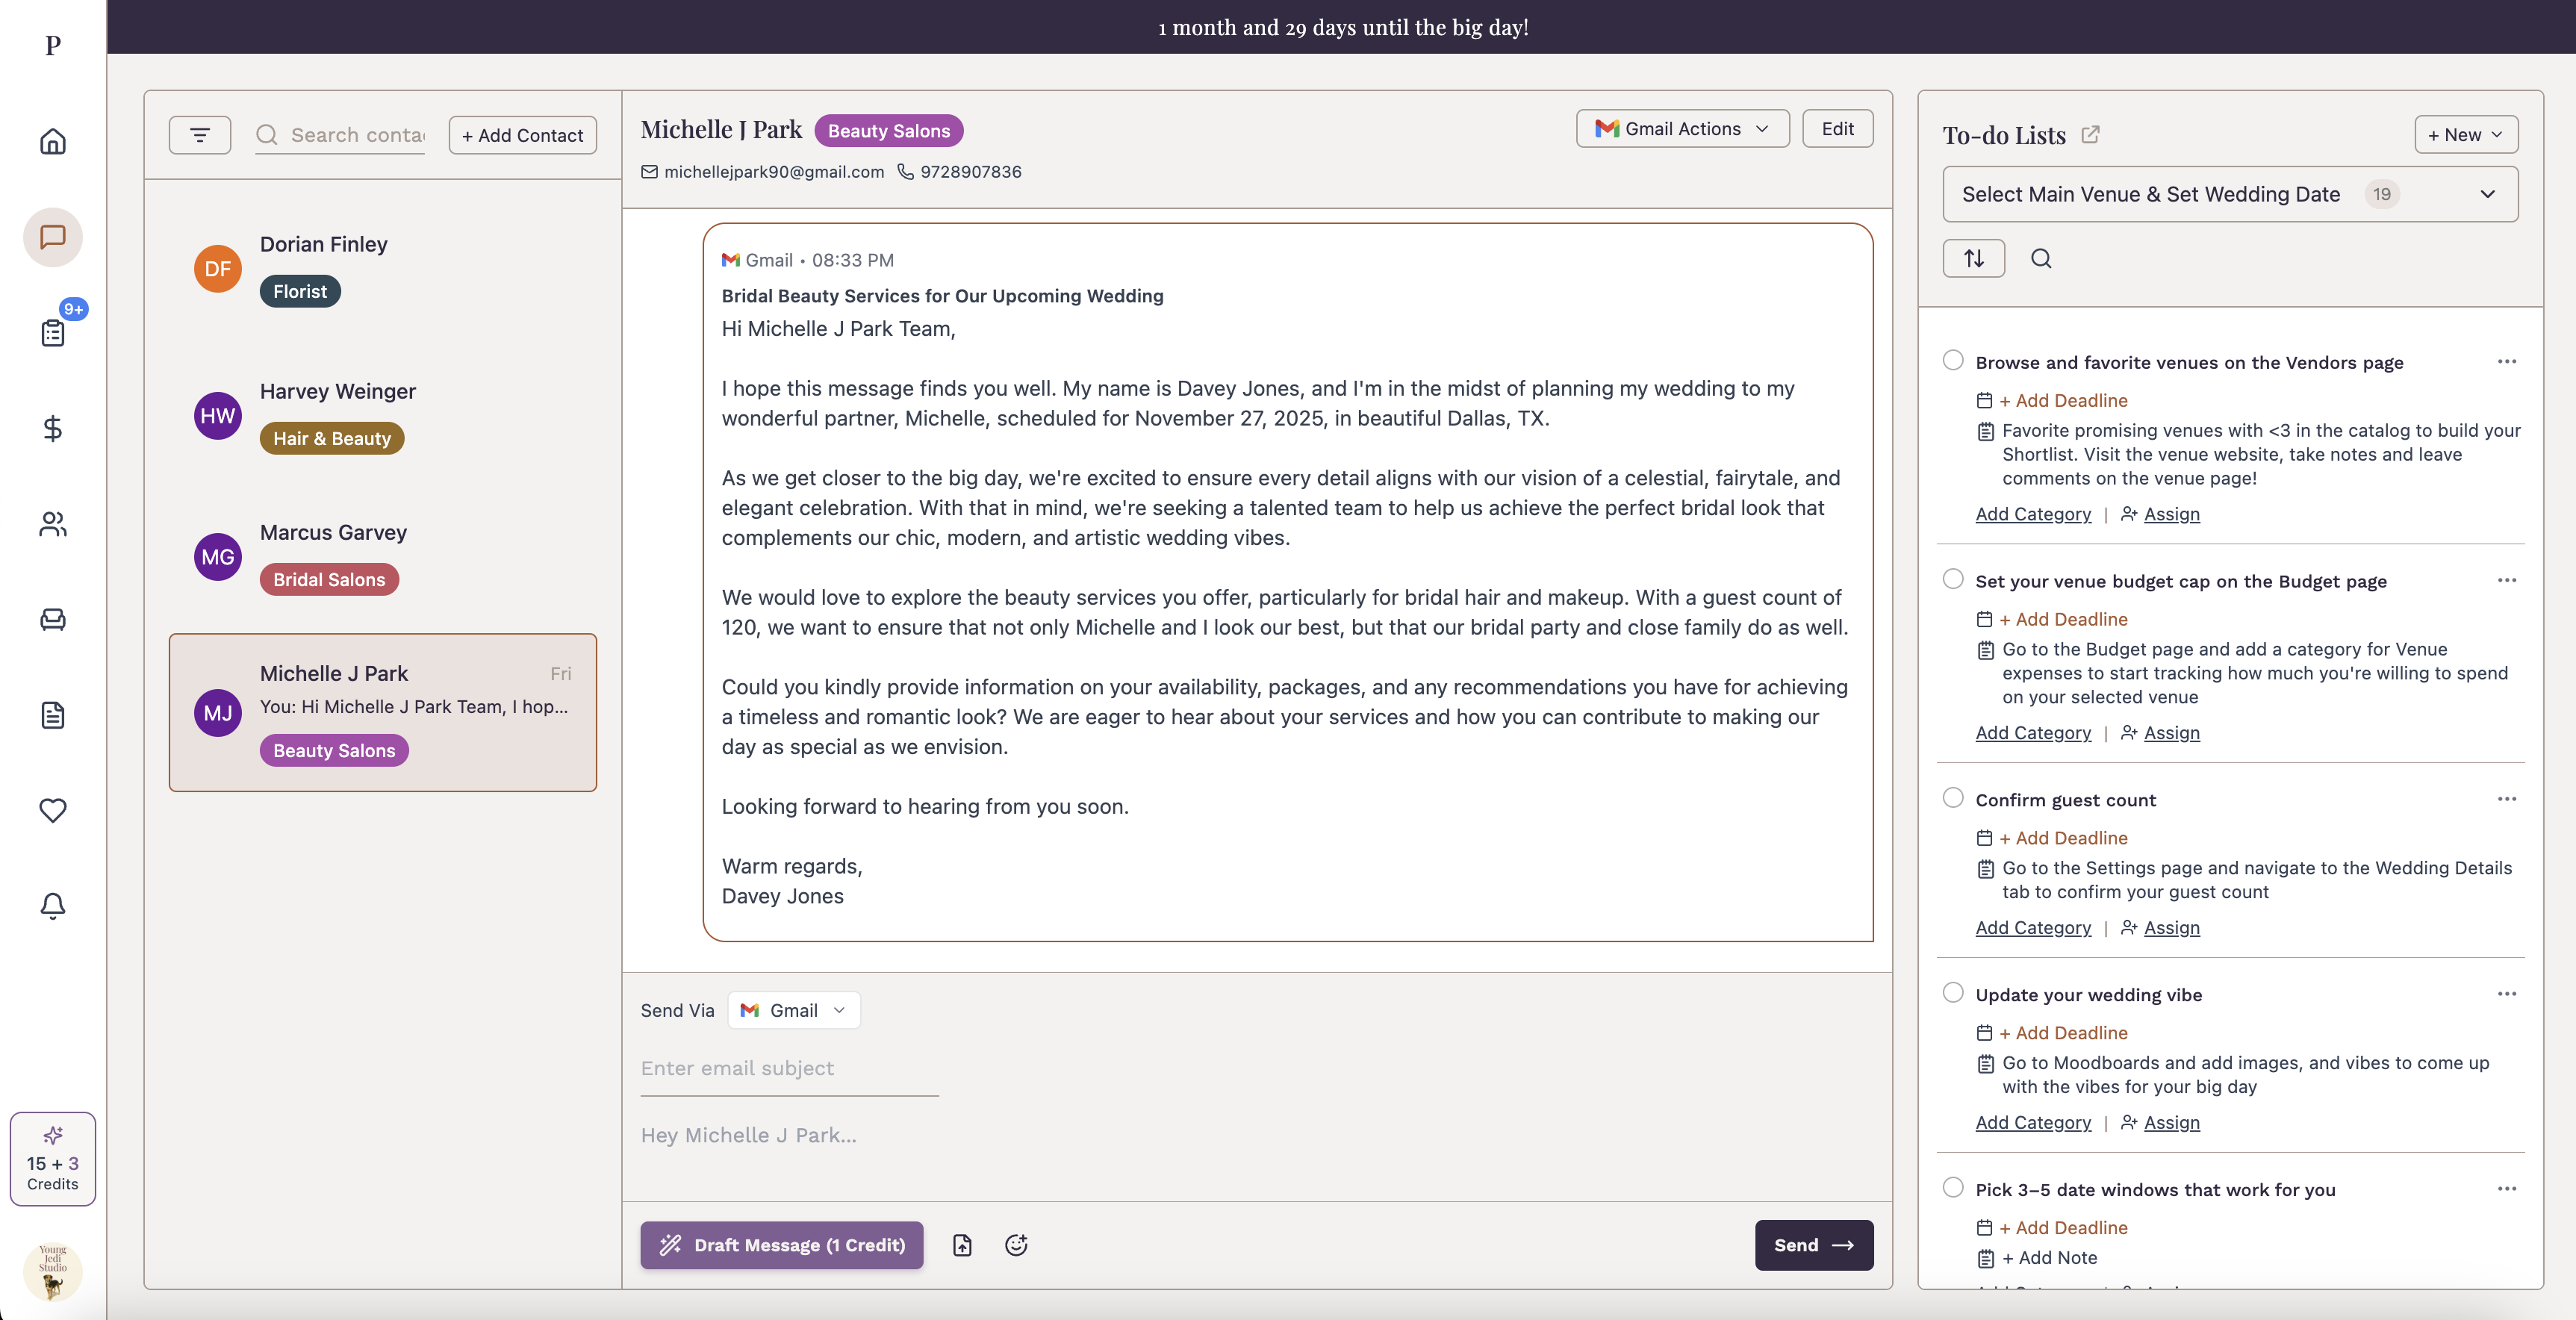 1 month and 29 days until the big day!
P
9+
15 + 3
Credits
Young
Jedi
Studio
Search conta
+ Add Contact
DF
Dorian Finley
Florist
HW
Harvey Weinger
Hair & Beauty
MG
Marcus Garvey
Bridal Salons
MJ
Michelle J Park
Fri
You: Hi Michelle J Park Team, I hop...
Beauty Salons
Michelle J Park
Beauty Salons
michellejpark90@gmail.com
9728907836
Gmail Actions
Edit
Gmail • 08:33 PM
Bridal Beauty Services for Our Upcoming Wedding
Hi Michelle J Park Team,
I hope this message finds you well. My name is Davey Jones, and I'm in the midst of planning my wedding to my
wonderful partner, Michelle, scheduled for November 27, 2025, in beautiful Dallas, TX.
As we get closer to the big day, we're excited to ensure every detail aligns with our vision of a celestial, fairytale, and
elegant celebration. With that in mind, we're seeking a talented team to help us achieve the perfect bridal look that
complements our chic, modern, and artistic wedding vibes.
We would love to explore the beauty services you offer, particularly for bridal hair and makeup. With a guest count of
120, we want to ensure that not only Michelle and I look our best, but that our bridal party and close family do as well.
Could you kindly provide information on your availability, packages, and any recommendations you have for achieving
a timeless and romantic look? We are eager to hear about your services and how you can contribute to making our
day as special as we envision.
Looking forward to hearing from you soon.
Warm regards,
Davey Jones
Send Via
Gmail
Enter email subject
Hey Michelle J Park...
Draft Message (1 Credit)
Send
To-do Lists
+ New
Select Main Venue & Set Wedding Date
19
Browse and favorite venues on the Vendors page
+ Add Deadline
Favorite promising venues with <3 in the catalog to build your
Shortlist. Visit the venue website, take notes and leave
comments on the venue page!
Add Category | Assign
Set your venue budget cap on the Budget page
+ Add Deadline
Go to the Budget page and add a category for Venue
expenses to start tracking how much you're willing to spend
on your selected venue
Add Category | Assign
Confirm guest count
+ Add Deadline
Go to the Settings page and navigate to the Wedding Details
tab to confirm your guest count
Add Category | Assign
Update your wedding vibe
+ Add Deadline
Go to Moodboards and add images, and vibes to come up
with the vibes for your big day
Add Category | Assign
Pick 3–5 date windows that work for you
+ Add Deadline
+ Add Note